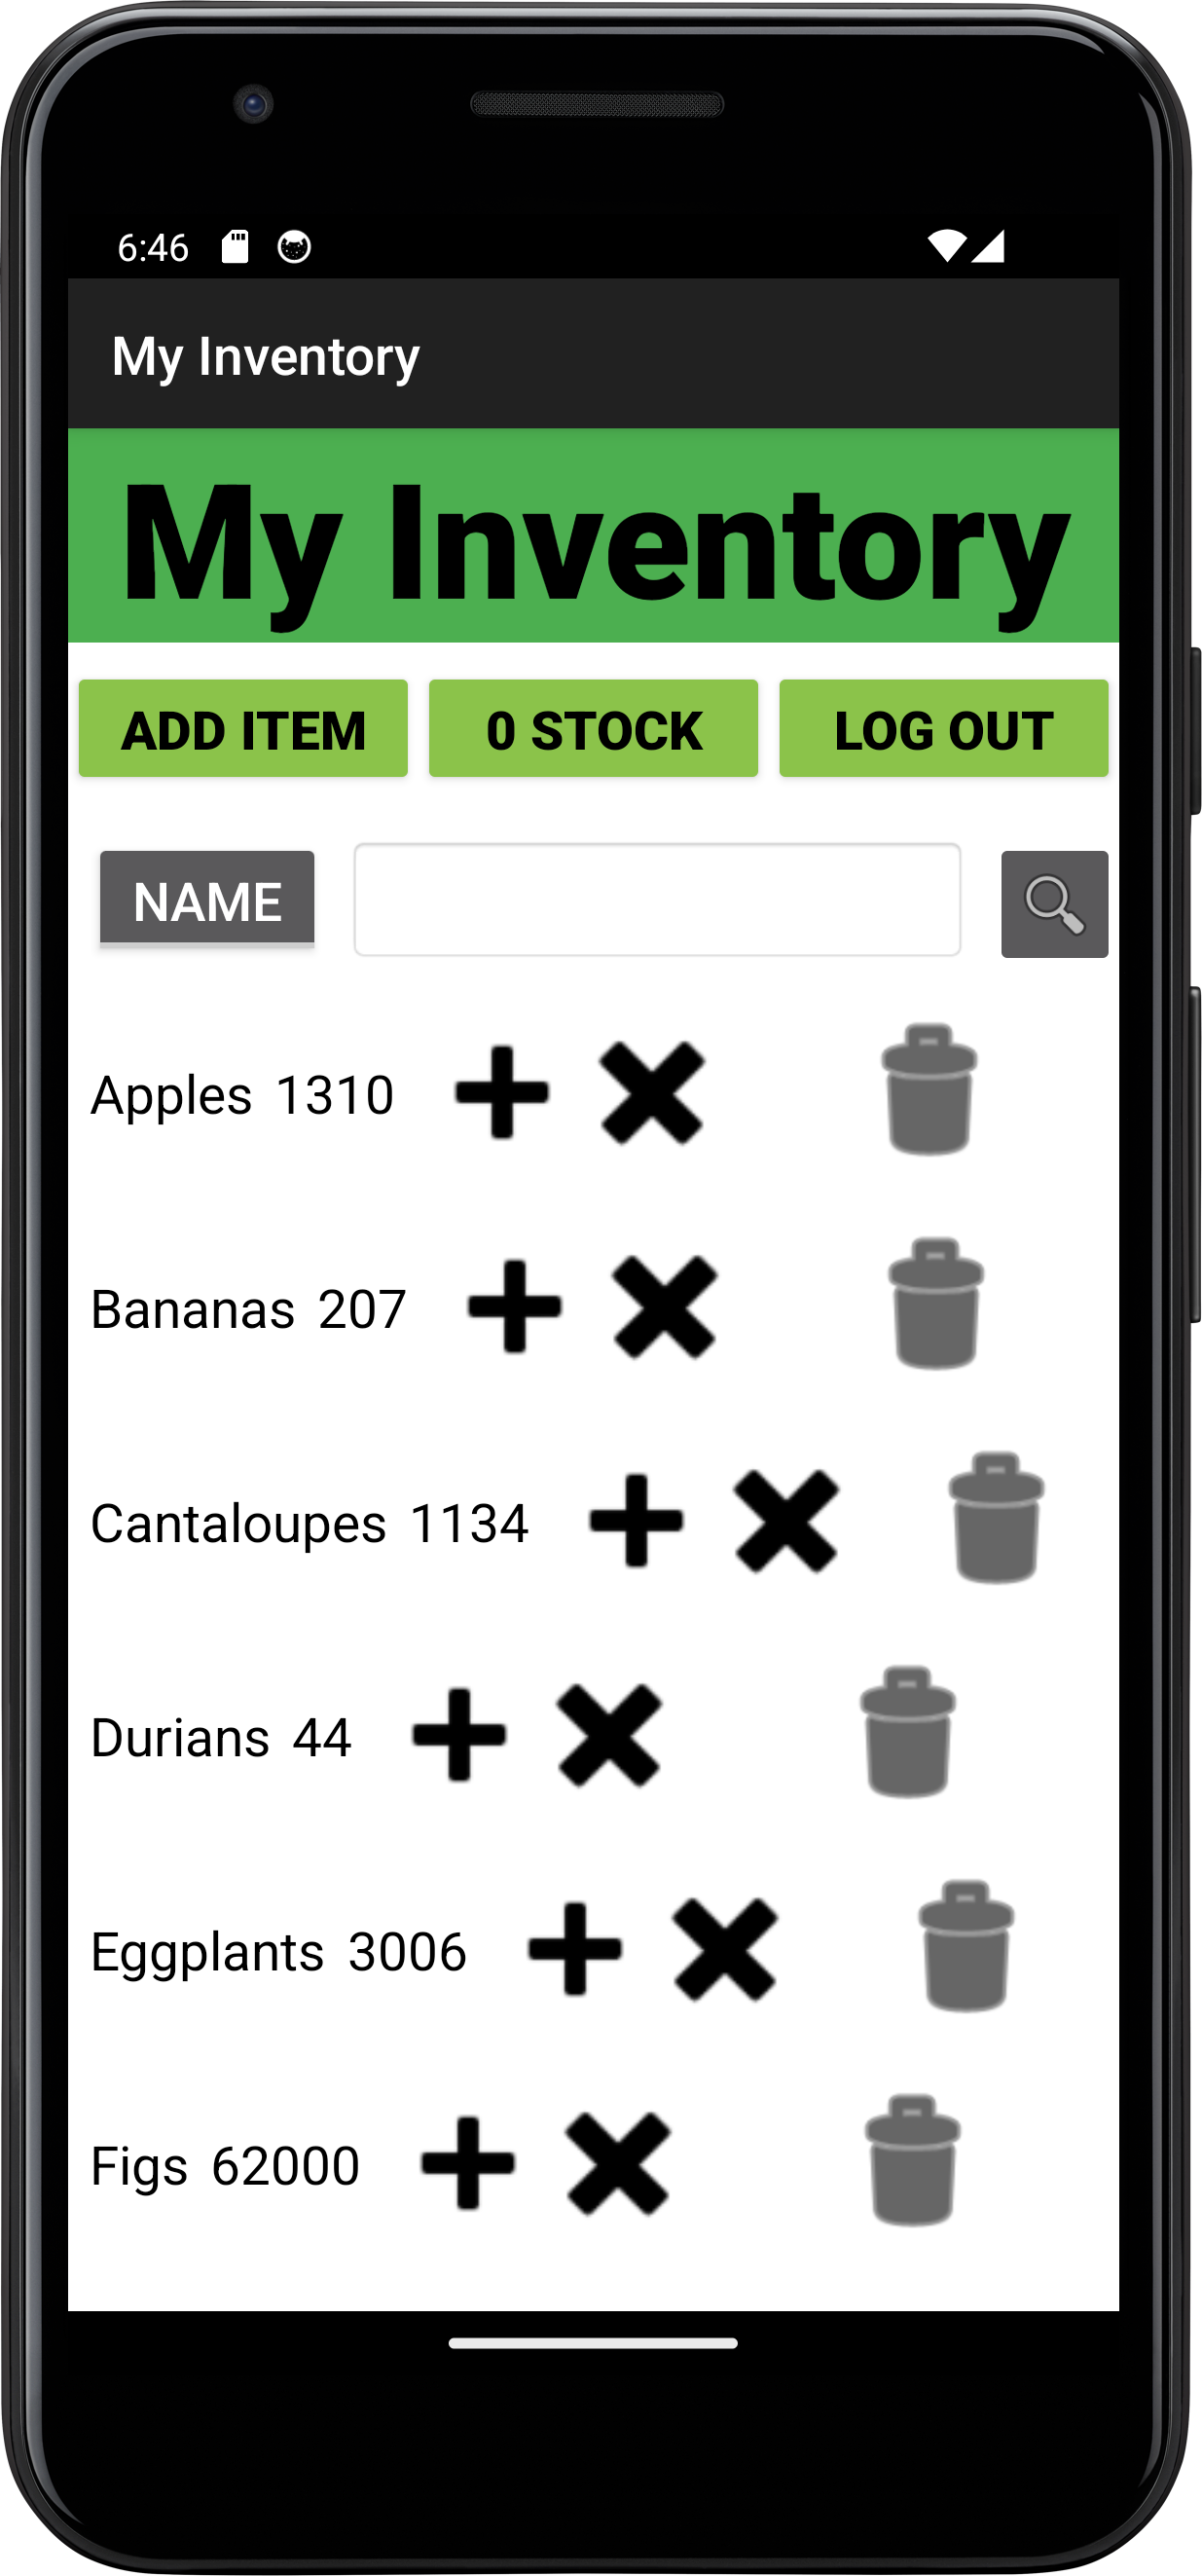 6:46
My Inventory
My Inventory
ADD ITEM 0 STOCK LOG OUT
NAME
Apples 1310
Bananas 207
Cantaloupes 1134
Durians 44
Eggplants 3006
Figs 62000